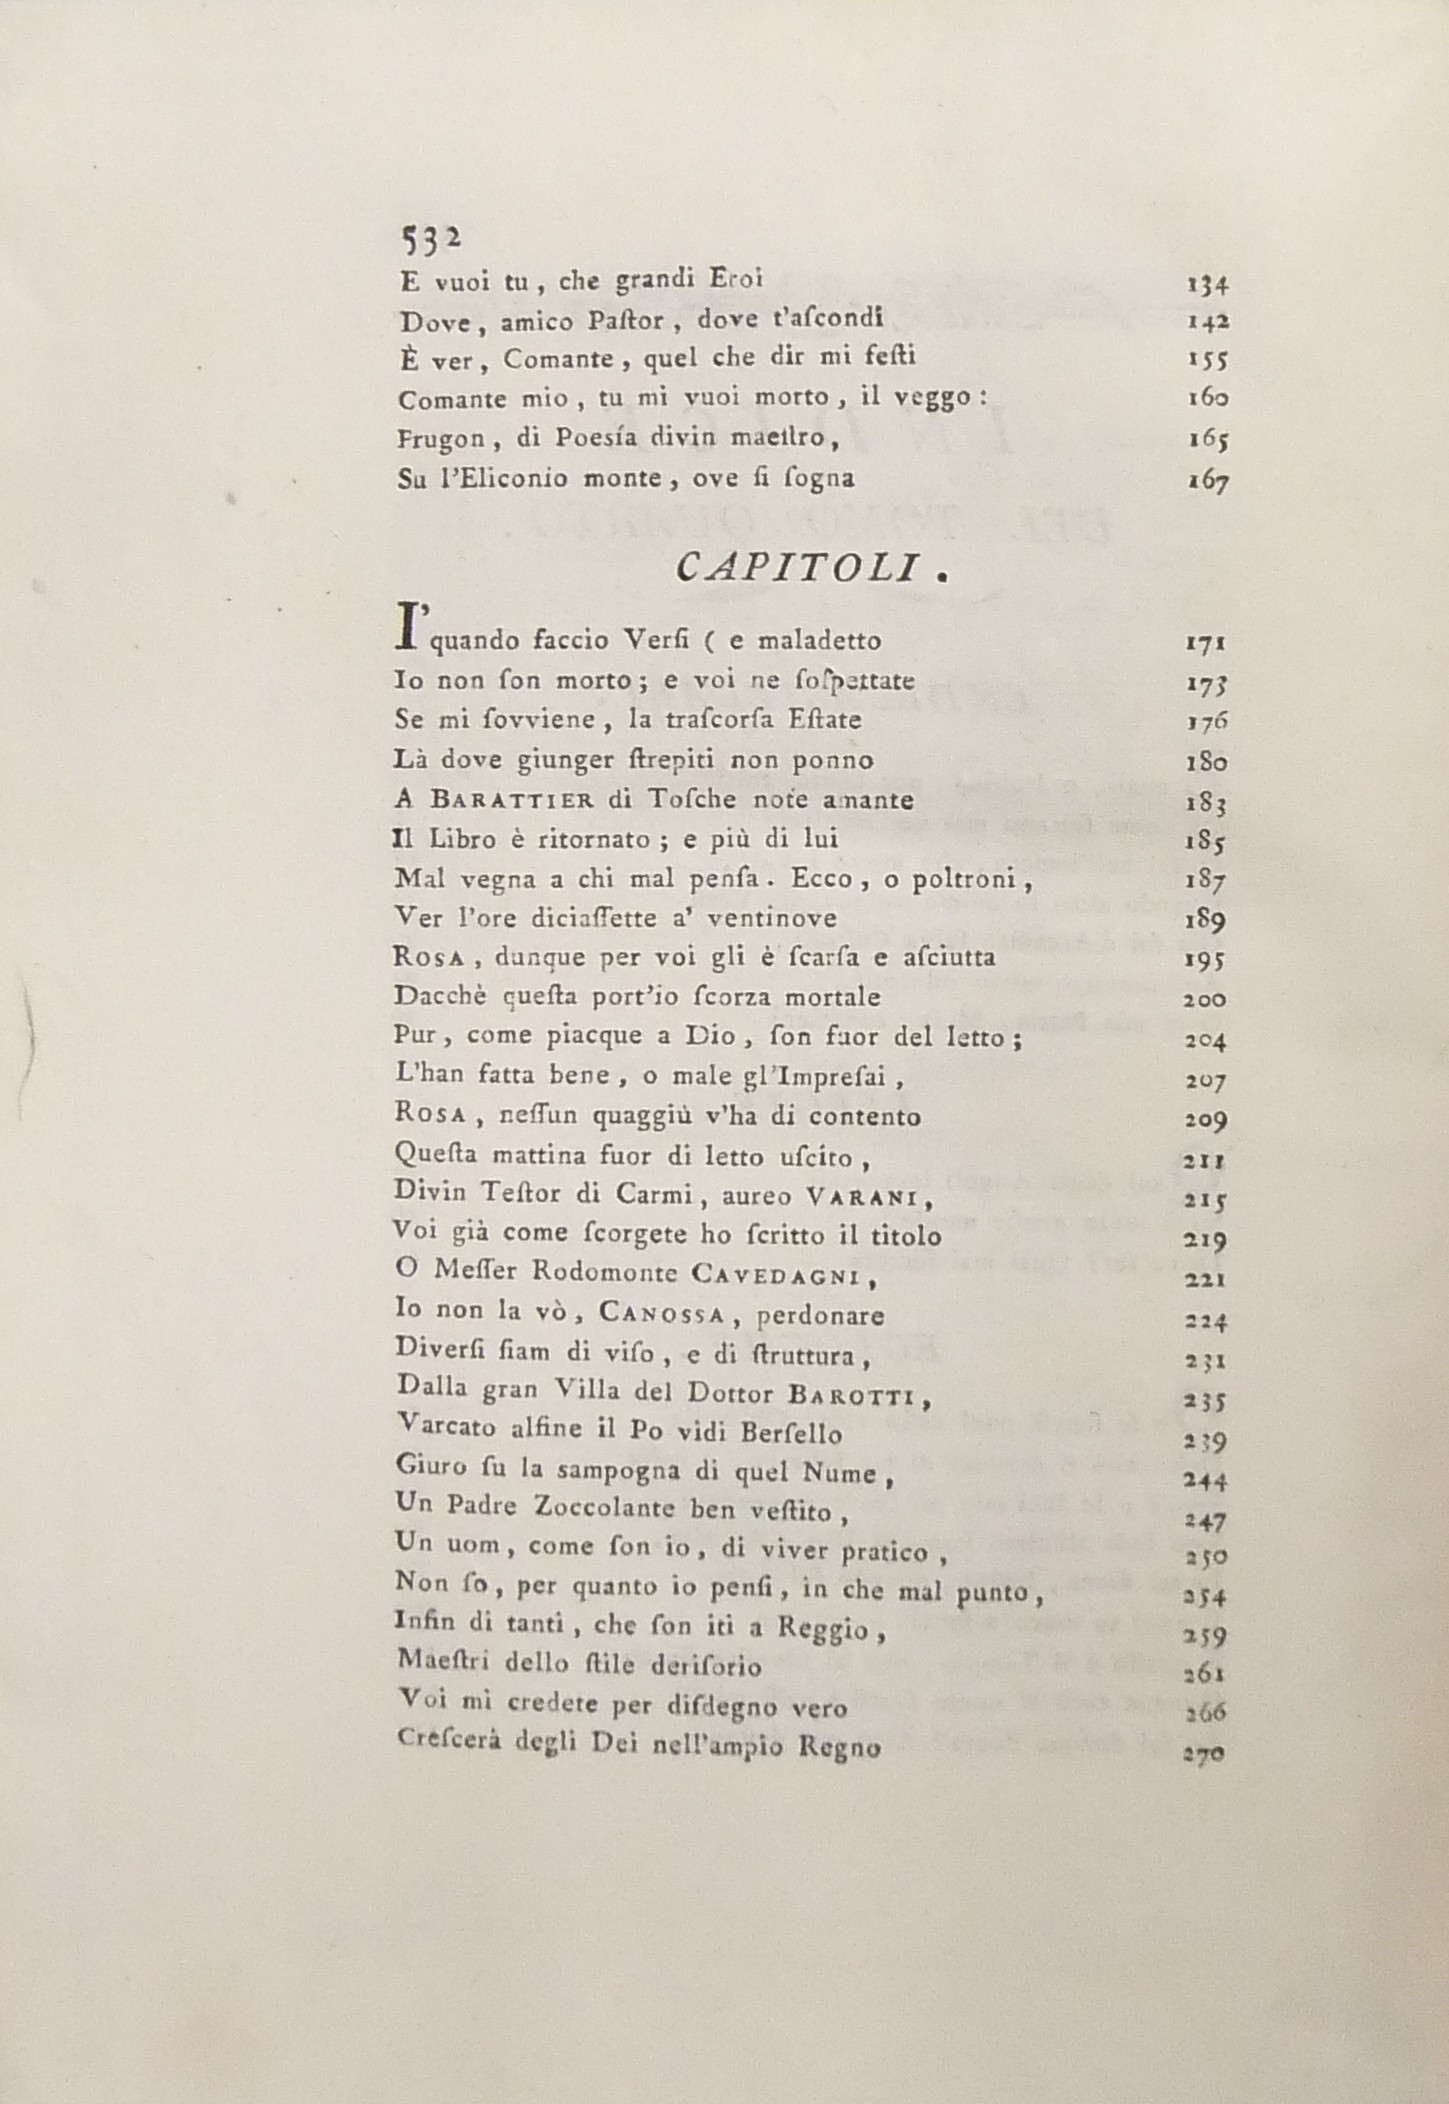 532
E vuoi tu, che grandi Eroi 134
Dove, amico Paſtor, dove t'aſcondi 142
È ver, Comante, quel che dir mi feſti 155
Comante mio, tu mi vuoi morto, il veggo: 160
Frugon, di Poesía divin maeſtro, 165
Su l'Eliconio monte, ove ſi ſogna 167
CAPITOLI.
I' quando faccio Verſi ( e maladetto 171
Io non ſon morto; e voi ne ſoſpettate 173
Se mi ſovviene, la traſcorſa Eſtate 176
Là dove giunger ſtrepiti non ponno 180
A BARATTIER di Toſche note amante 183
Il Libro è ritornato; e più di lui 185
Mal vegna a chi mal penſa. Ecco, o poltroni, 187
Ver l'ore diciaſſette a' ventinove 189
ROSA, dunque per voi gli è ſcarſa e aſciutta 195
Dacchè queſta port'io ſcorza mortale 200
Pur, come piacque a Dio, ſon fuor del letto; 204
L'han fatta bene, o male gl'Impreſai, 207
ROSA, neſſun quaggiù v'ha di contento 209
Queſta mattina fuor di letto uſcito, 211
Divin Teſtor di Carmi, aureo VARANI, 215
Voi già come ſcorgete ho ſcritto il titolo 219
O Meſſer Rodomonte CAVEDAGNI, 221
Io non la vò, CANOSSA, perdonare 224
Diverſi ſiam di viſo, e di ſtruttura, 231
Dalla gran Villa del Dottor BAROTTI, 235
Varcato alfine il Po vidi Berſello 239
Giuro ſu la sampogna di quel Nume, 244
Un Padre Zoccolante ben veſtito, 247
Un uom, come ſon io, di viver pratico, 250
Non ſo, per quanto io penſi, in che mal punto, 254
Infin di tanti, che ſon iti a Reggio, 259
Maeſtri dello ſtile deriſorio 261
Voi mi credete per diſdegno vero 266
Creſcerà degli Dei nell'ampio Regno 270